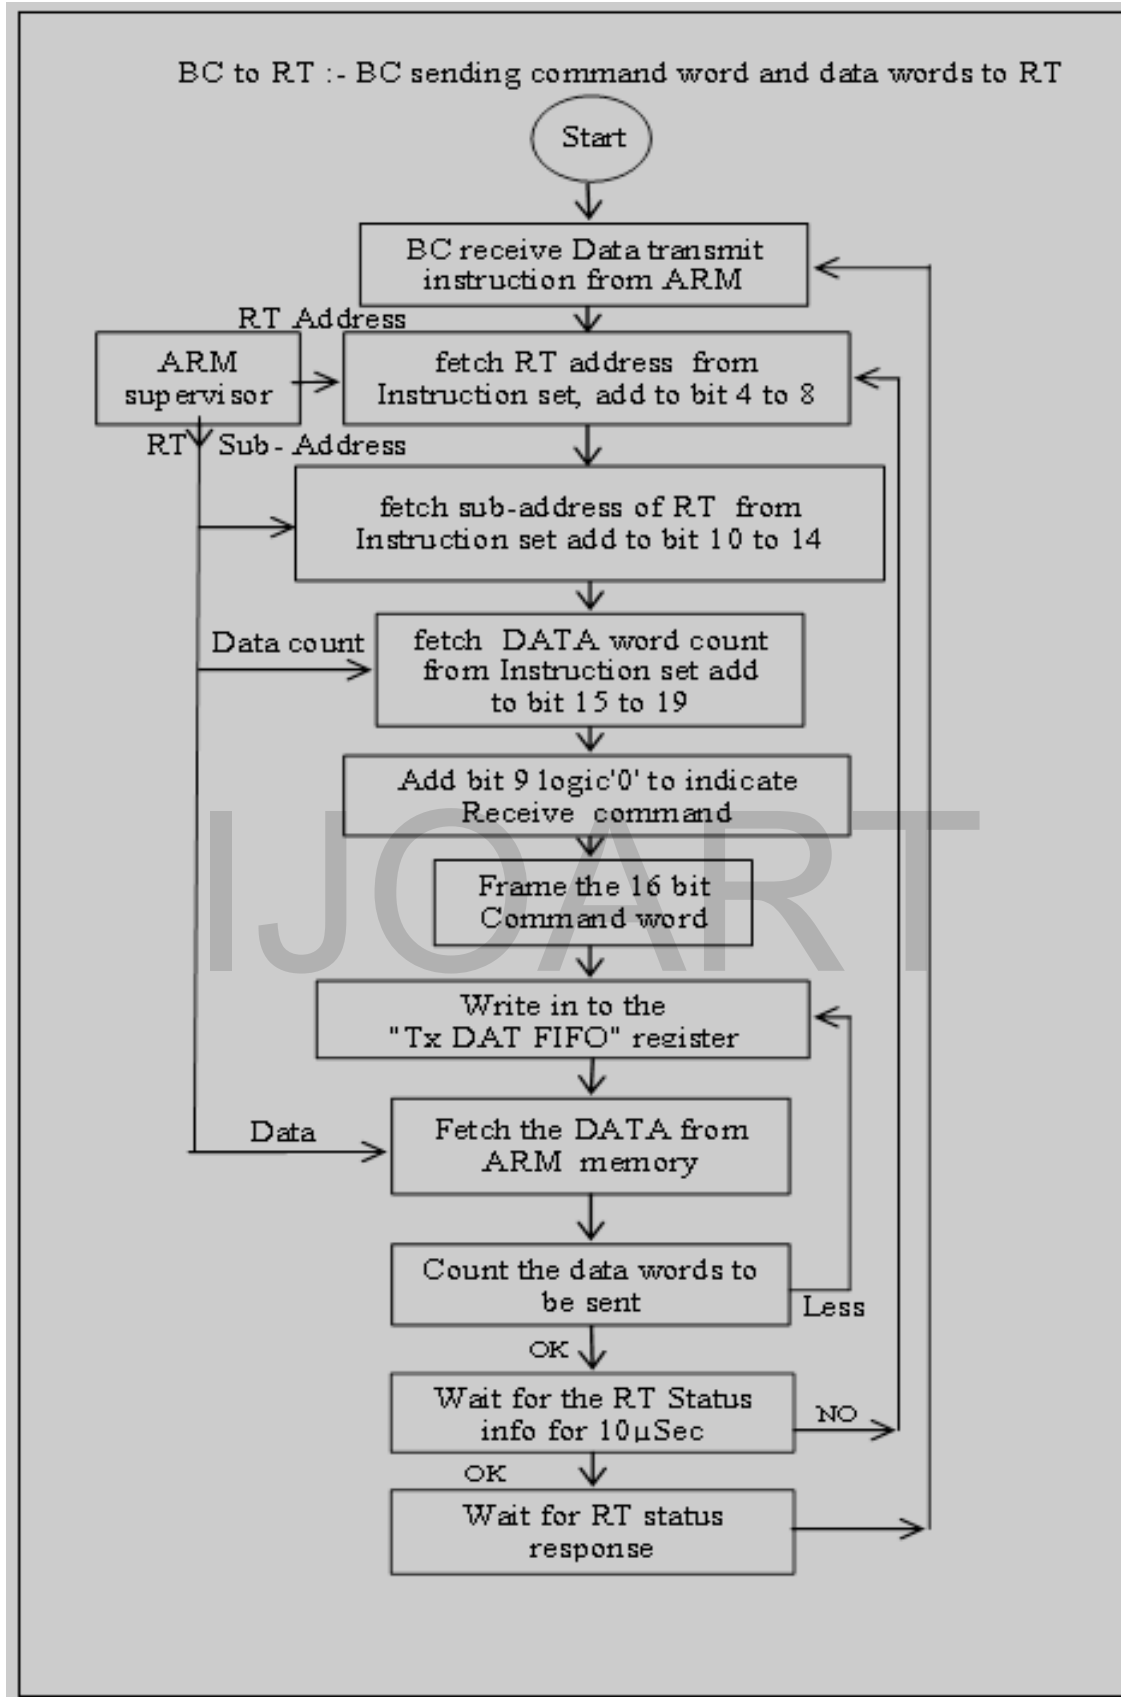 BC to RT :- BC sending command word and data words to RT
Start
BC receive Data transmit
instruction from ARM
RT Address
ARM
supervisor
fetch RT address from
Instruction set, add to bit 4 to 8
RT Sub- Address
fetch sub-address of RT from
Instruction set add to bit 10 to 14
Data count
fetch DATA word count
from Instruction set add
to bit 15 to 19
Add bit 9 logic'0' to indicate
Receive command
IJOART
Frame the 16 bit
Command word
Write in to the
"Tx DAT FIFO" register
Data
Fetch the DATA from
ARM memory
Count the data words to
be sent
Less
OK
Wait for the RT Status
info for 10µSec
NO
OK
Wait for RT status
response